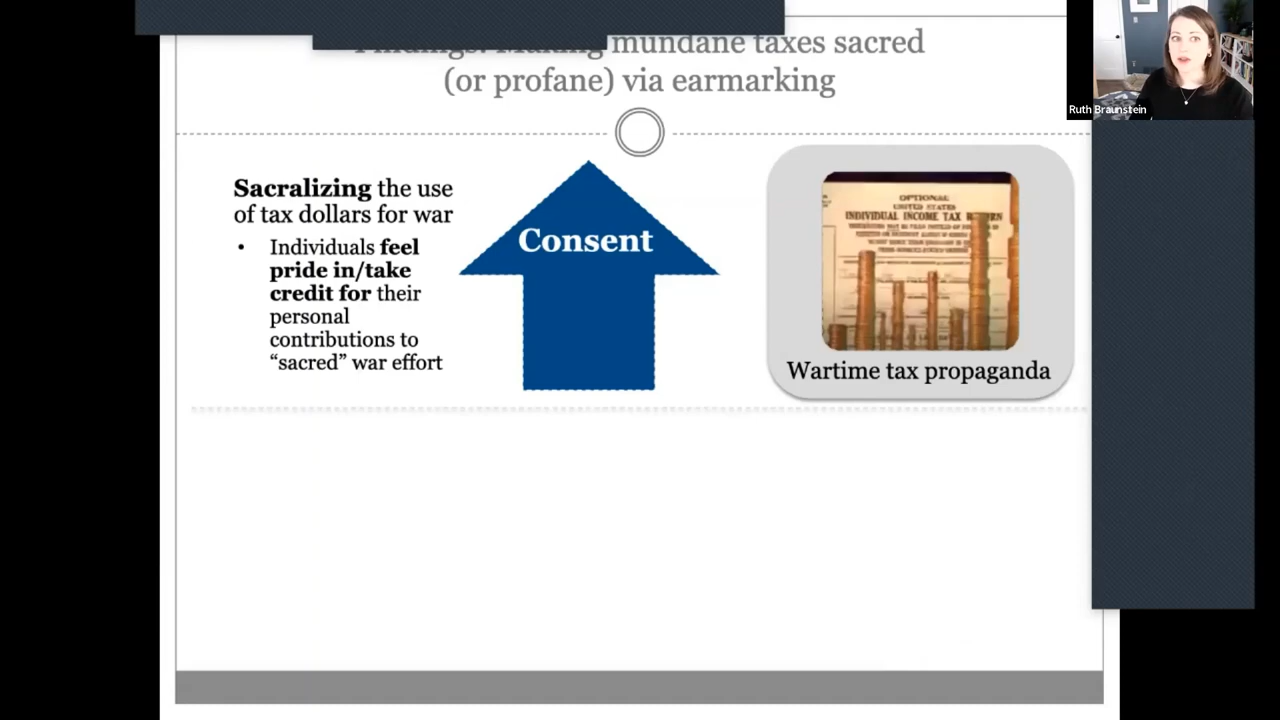 Findings: Making mundane taxes sacred
(or profane) via earmarking
Ruth Braunstein
Sacralizing the use
of tax dollars for war
• Individuals feel
pride in/take
credit for their
personal
contributions to
“sacred” war effort
Consent
OPTIONAL
UNITED STATES
INDIVIDUAL INCOME TAX
Wartime tax propaganda